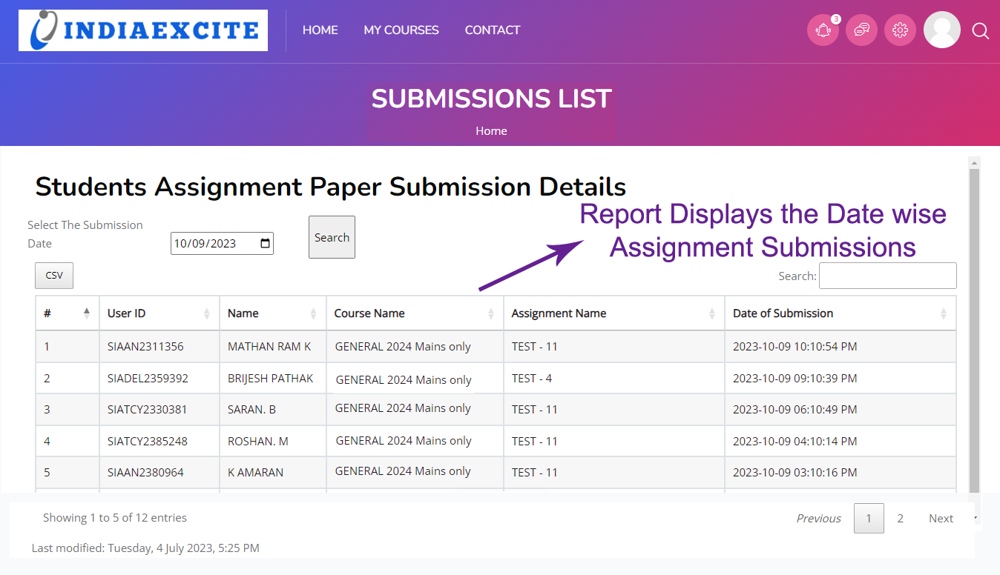 INDIAEXCITE
HOME MY COURSES CONTACT
3
SUBMISSIONS LIST
Home
Students Assignment Paper Submission Details
Report Displays the Date wise
Assignment Submissions
Select The Submission
Date
10/09/2023
Search
CSV
Search:
# User ID Name Course Name Assignment Name Date of Submission
1 SIAAN2311356 MATHAN RAM K GENERAL 2024 Mains only TEST - 11 2023-10-09 10:10:54 PM
2 SIADEL2359392 BRIJESH PATHAK GENERAL 2024 Mains only TEST - 4 2023-10-09 09:10:39 PM
3 SIATCY2330381 SARAN. B GENERAL 2024 Mains only TEST - 11 2023-10-09 06:10:49 PM
4 SIATCY2385248 ROSHAN. M GENERAL 2024 Mains only TEST - 11 2023-10-09 04:10:14 PM
5 SIAAN2380964 K AMARAN GENERAL 2024 Mains only TEST - 11 2023-10-09 03:10:16 PM
Showing 1 to 5 of 12 entries
Previous 1 2 Next
Last modified: Tuesday, 4 July 2023, 5:25 PM